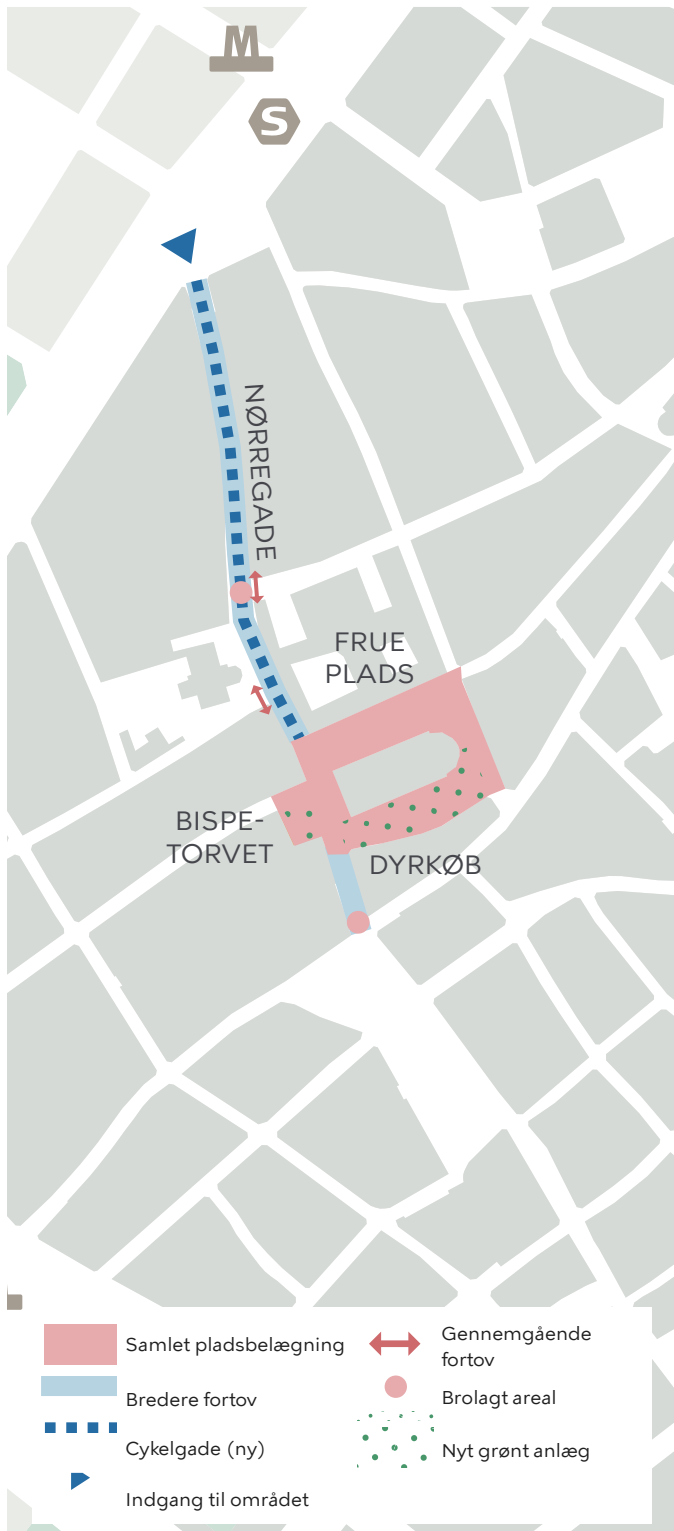 M
S
NØRREGADE
FRUE
PLADS
BISPE-
TORVET
DYRKØB
Samlet pladsbelægning
Bredere fortov
Cykelgade (ny)
Indgang til området
Gennemgående
fortov
Brolagt areal
Nyt grønt anlæg